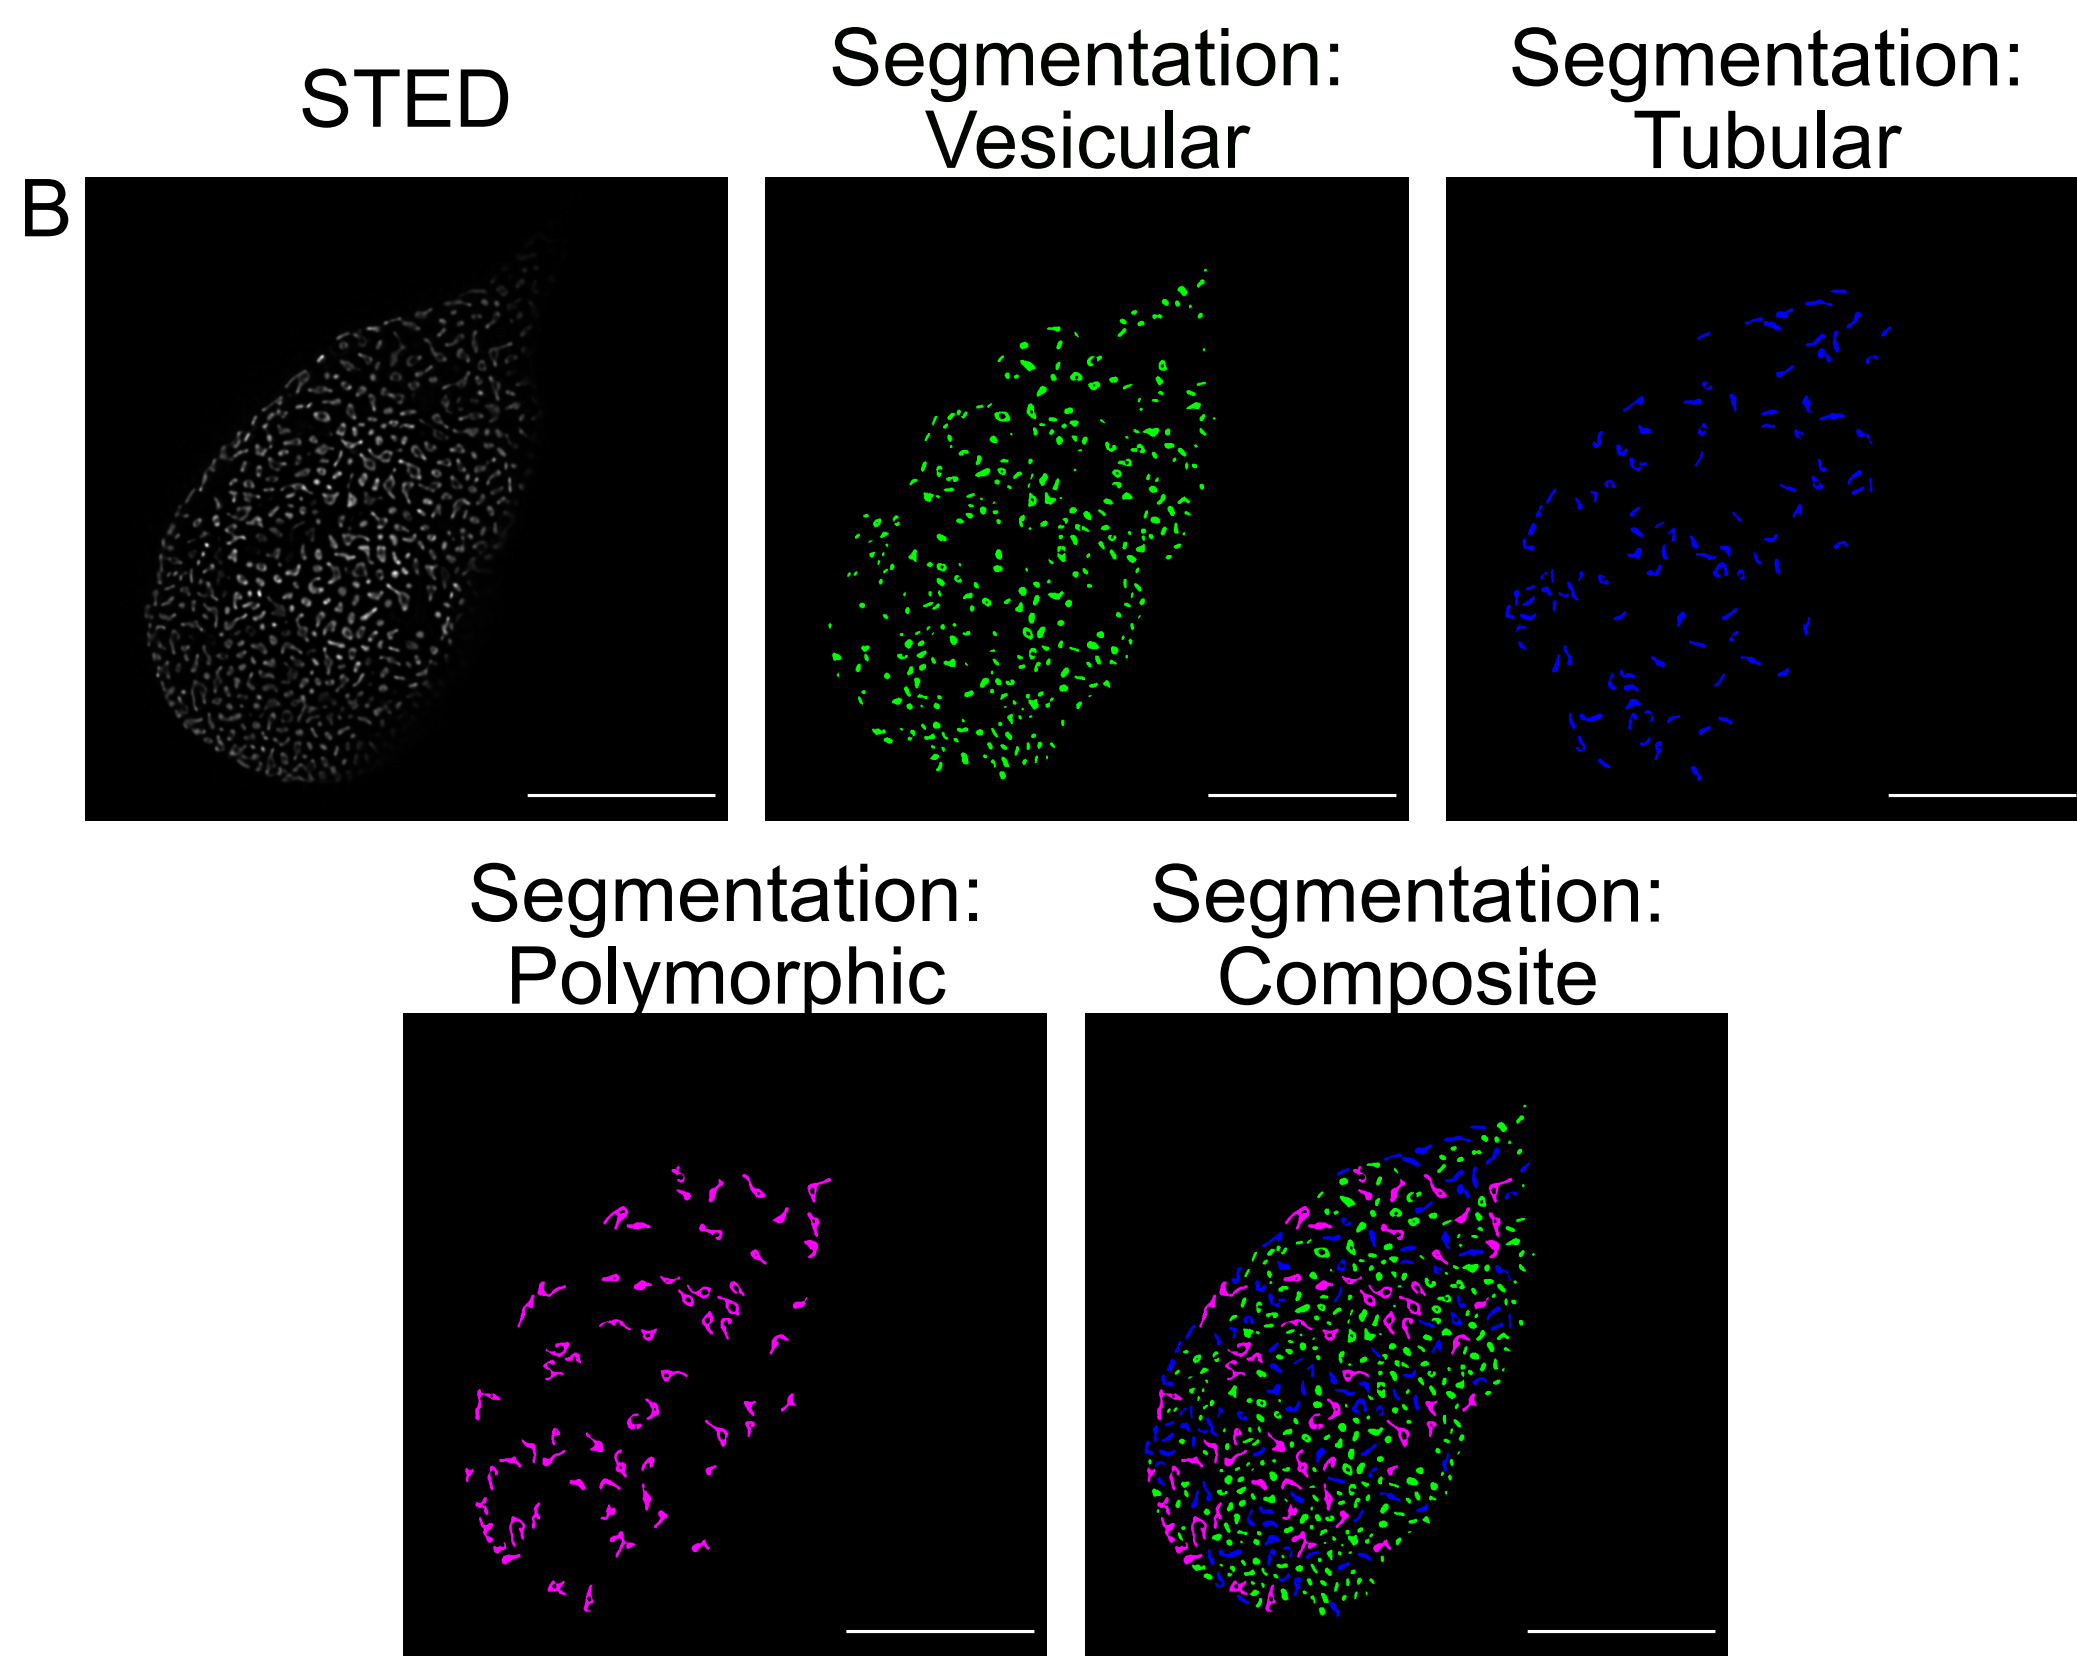 STED
Segmentation:
Vesicular
Segmentation:
Tubular
B
Segmentation:
Polymorphic
Segmentation:
Composite